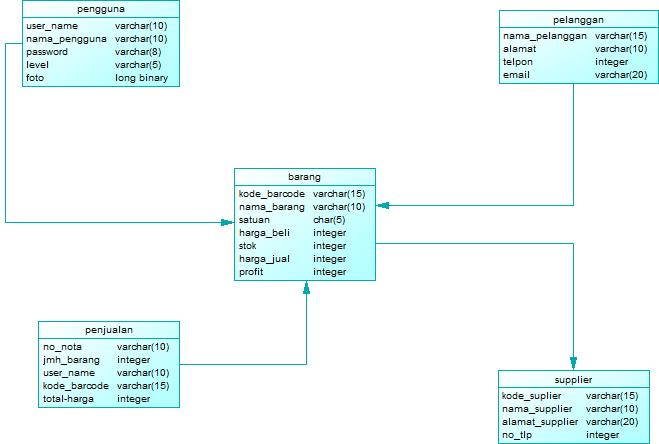 pengguna
user_name varchar(10)
nama_pengguna varchar(10)
password varchar(8)
level varchar(5)
foto long binary
pelanggan
nama_pelanggan varchar(15)
alamat varchar(10)
telpon integer
email varchar(20)
barang
kode_barcode varchar(15)
nama_barang varchar(10)
satuan char(5)
harga_beli integer
stok integer
harga_jual integer
profit integer
penjualan
no_nota varchar(10)
jmh_barang integer
user_name varchar(10)
kode_barcode varchar(15)
total-harga integer
supplier
kode_suplier varchar(15)
nama_supplier varchar(10)
alamat_supplier varchar(20)
no_tlp integer